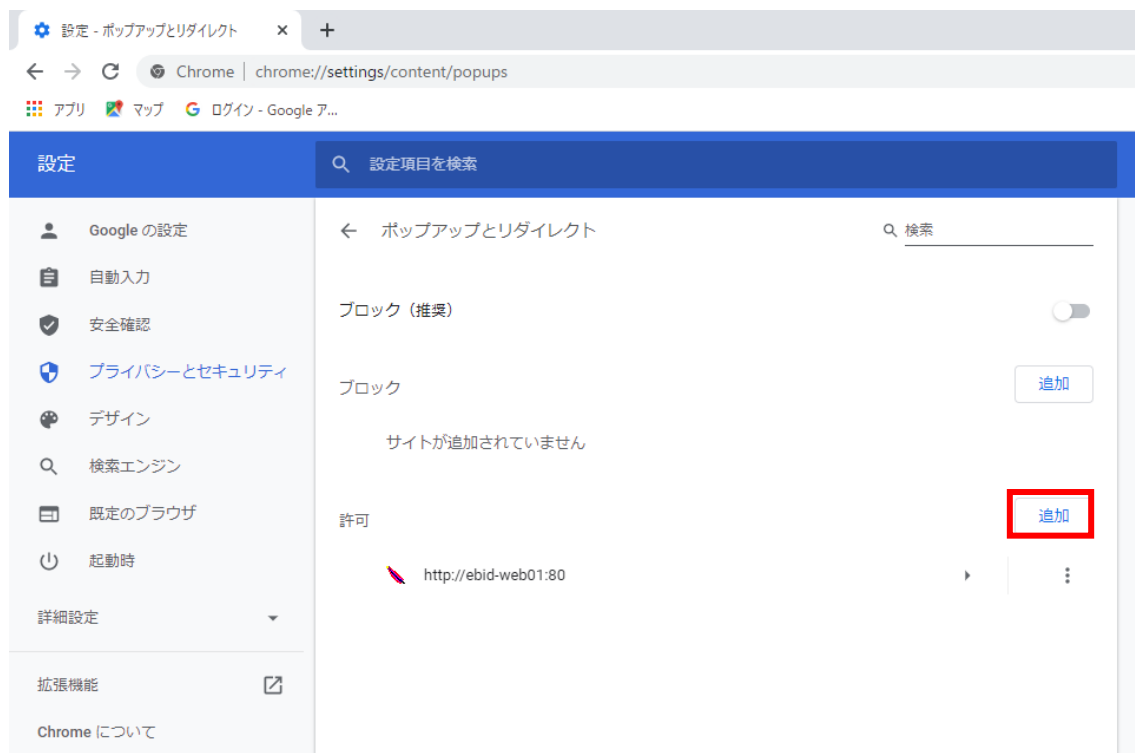 設定 - ポップアップとリダイレクト
Chrome | chrome://settings/content/popups
アプリ マップ ログイン - Google ア...
設定
設定項目を検索
Google の設定
自動入力
安全確認
プライバシーとセキュリティ
デザイン
検索エンジン
既定のブラウザ
起動時
詳細設定
拡張機能
Chrome について
ポップアップとリダイレクト
検索
ブロック（推奨）
ブロック
追加
サイトが追加されていません
許可
追加
http://ebid-web01:80